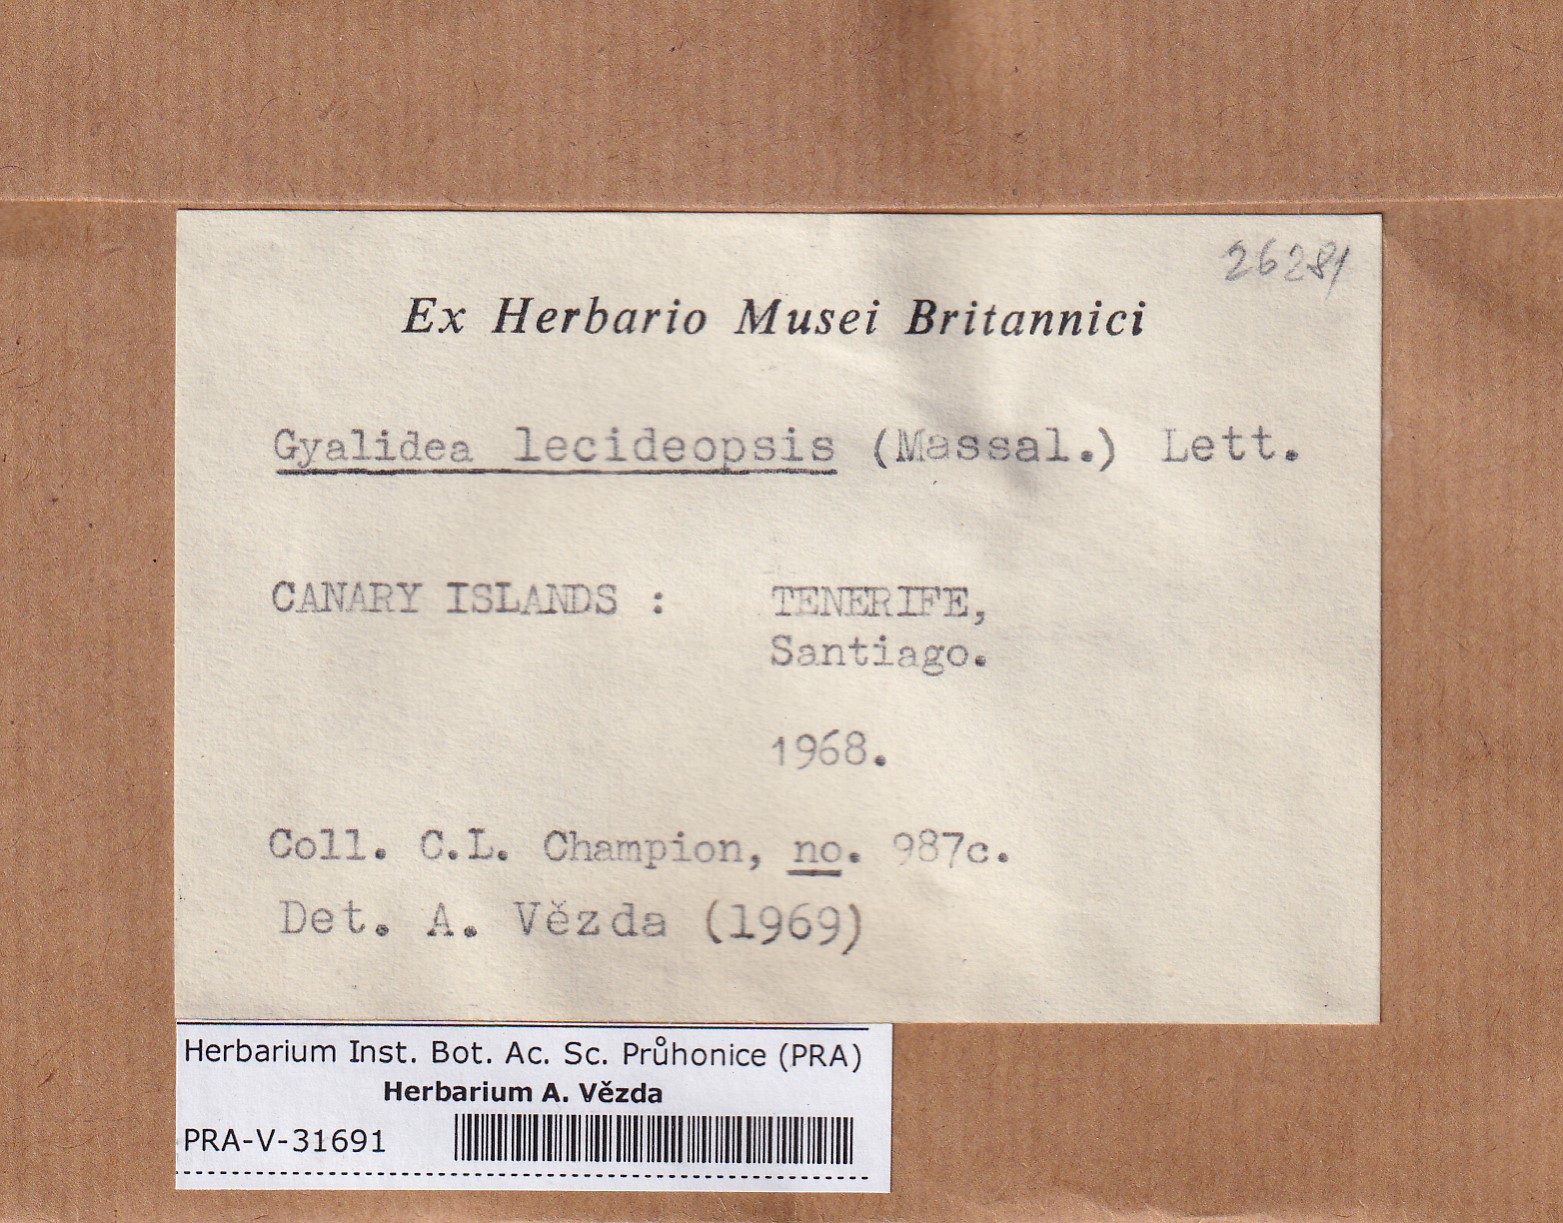 26281
Ex Herbario Musei Britannici
Gyalidea lecideopsis (Massal.) Lett.
CANARY ISLANDS : TENERIFE,
Santiago.
1968.
Coll. C.L. Champion, no. 987c.
Det. A. Vězda (1969)
Herbarium Inst. Bot. Ac. Sc. Průhonice (PRA)
Herbarium A. Vězda
PRA-V-31691